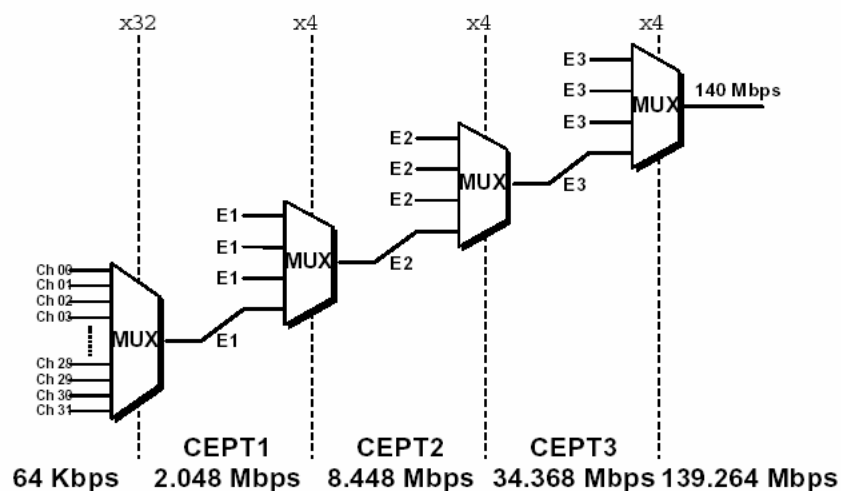 x32 x4 x4 x4
E3
E3
E3
MUX
140 Mbps
E2
E2
E2
MUX
E3
E1
E1
E1
MUX
E2
Ch 00
Ch 01
Ch 02
Ch 03
MUX
E1
Ch 28
Ch 29
Ch 30
Ch 31
CEPT1 CEPT2 CEPT3
64 Kbps 2.048 Mbps 8.448 Mbps 34.368 Mbps 139.264 Mbps